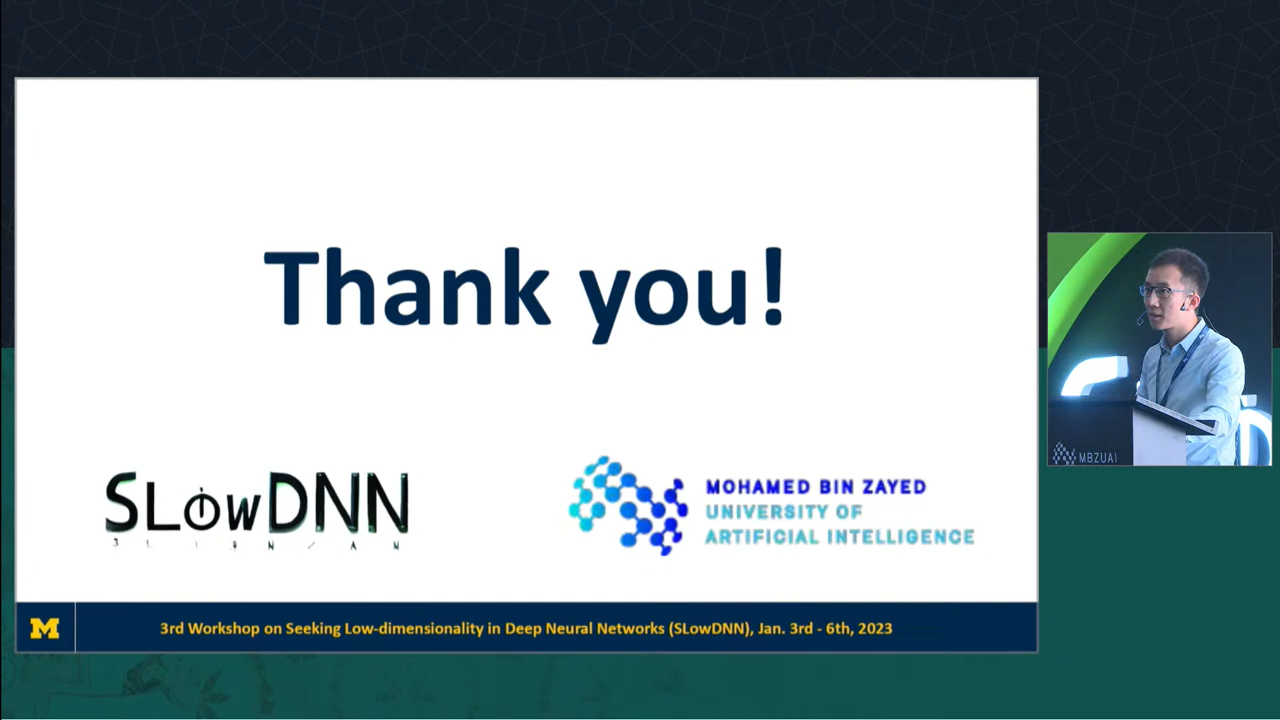 Thank you!
SLowDNN
MOHAMED BIN ZAYED
UNIVERSITY OF
ARTIFICIAL INTELLIGENCE
M
3rd Workshop on Seeking Low-dimensionality in Deep Neural Networks (SLowDNN), Jan. 3rd - 6th, 2023
MBZUAI